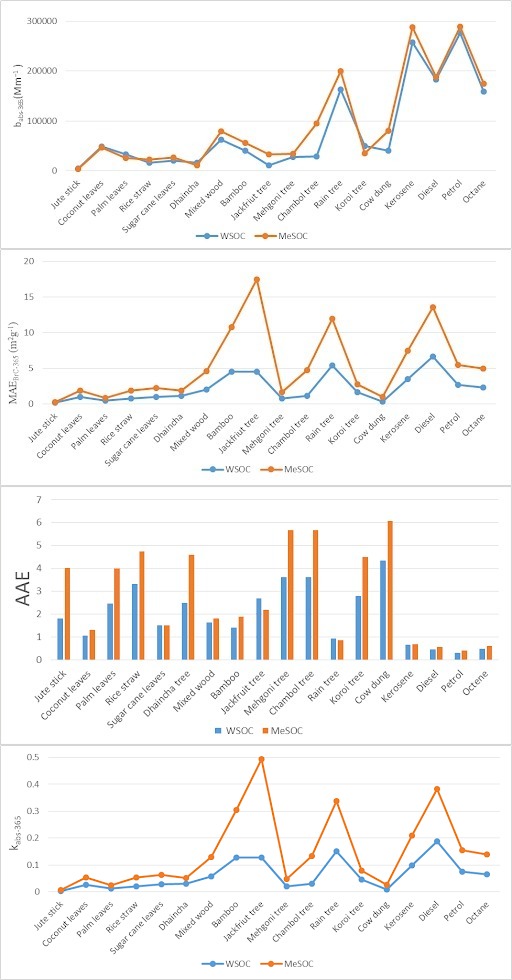 300000
200000
100000
0
b_abs-365(Mm-1 )
Jute stick
Coconut leaves
Palm leaves
Rice straw
Sugar cane leaves
Dhaincha
Mixed wood
Bamboo
Jackfriut tree
Mehgoni tree
Chambol tree
Rain tree
Koroi tree
Cow dung
Kerosene
Diesel
Petrol
Octane
WSOC MeSOC
20
15
10
5
0
MAE_BrC-365 (m2g-1)
Jute stick
Coconut leaves
Palm leaves
Rice straw
Sugar cane leaves
Dhaincha
Mixed wood
Bamboo
Jackfriut tree
Mehgoni tree
Chambol tree
Rain tree
Koroi tree
Cow dung
Kerosene
Diesel
Petrol
Octane
WSOC MeSOC
7
6
5
4
3
2
1
0
AAE
Jute stick
Coconut leaves
Palm leaves
Rice straw
Sugar cane leaves
Dhaincha tree
Mixed wood
Bamboo
Jackfruit tree
Mehgoni tree
Chambol tree
Rain tree
Koroi tree
Cow dung
Kerosene
Diesel
Petrol
Octene
WSOC MeSOC
0.5
0.4
0.3
0.2
0.1
0
k_abs-365
Jute stick
Coconut leaves
Palm leaves
Rice straw
Sugar cane leaves
Dhaincha
Mixed wood
Bamboo
Jackfriut tree
Mehgoni tree
Chambol tree
Rain tree
Koroi tree
Cow dung
Kerosene
Diesel
Petrol
Octane
WSOC MeSOC